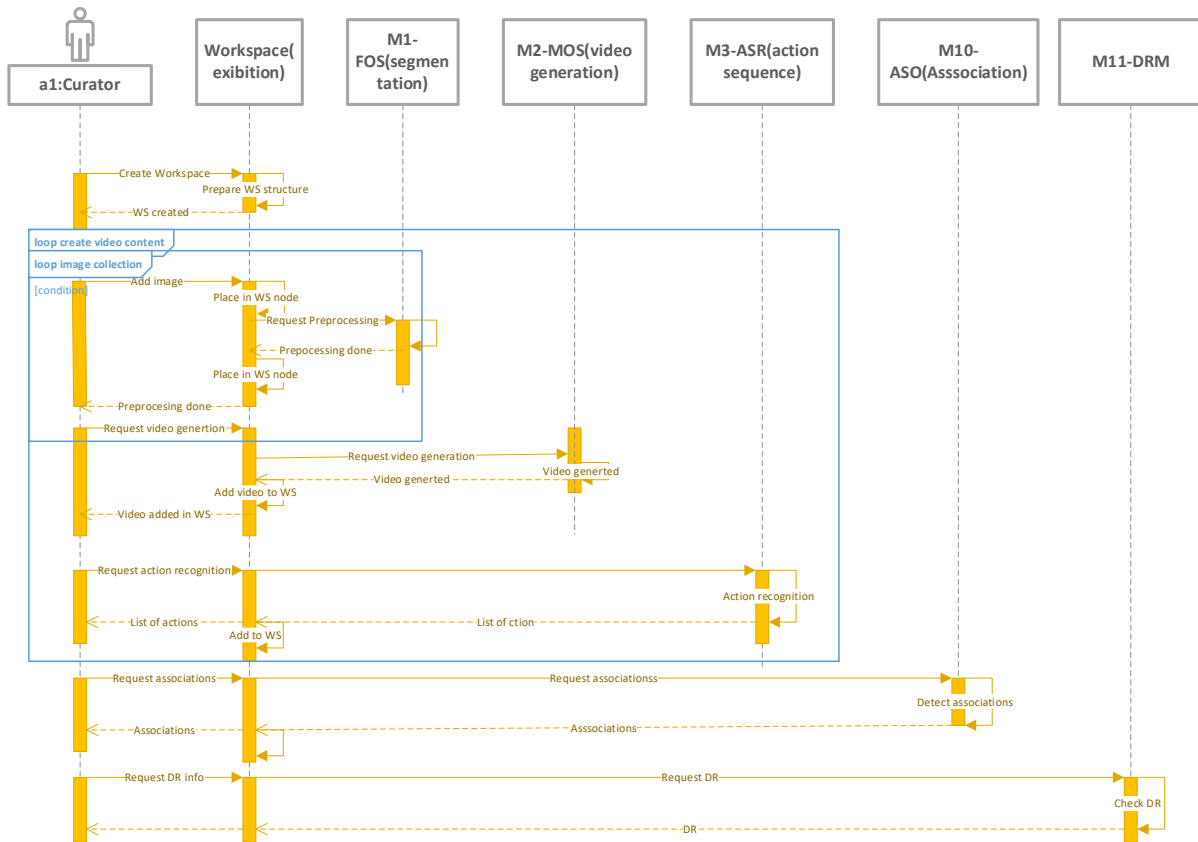 a1:Curator
Workspace(
exibition)
M1-
FOS(segmen
tation)
M2-MOS(video
generation)
M3-ASR(action
sequence)
M10-
ASO(Asssociation)
M11-DRM
Create Workspace
Prepare WS structure
WS created
loop create video content
loop image collection
[condition]
Add image
Place in WS node
Request Preprocessing
Prepocessing done
Place in WS node
Preprocesing done
Request video genertion
Request video generation
Video generted
Video generted
Add video to WS
Video added in WS
Request action recognition
Action recognition
List of actions
List of ction
Add to WS
Request associations
Request associationss
Detect associations
Associations
Asssociations
Request DR info
Request DR
Check DR
DR